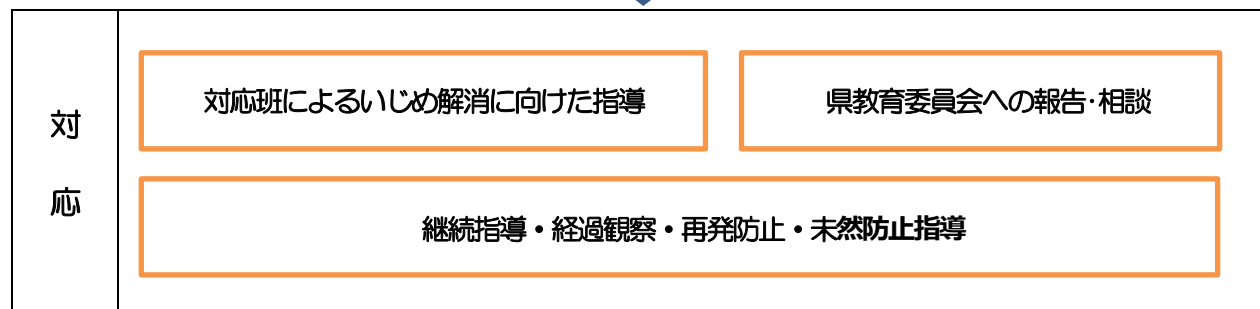 対応
対応班によるいじめ解消に向けた指導
県教育委員会への報告・相談
継続指導・経過観察・再発防止・未然防止指導